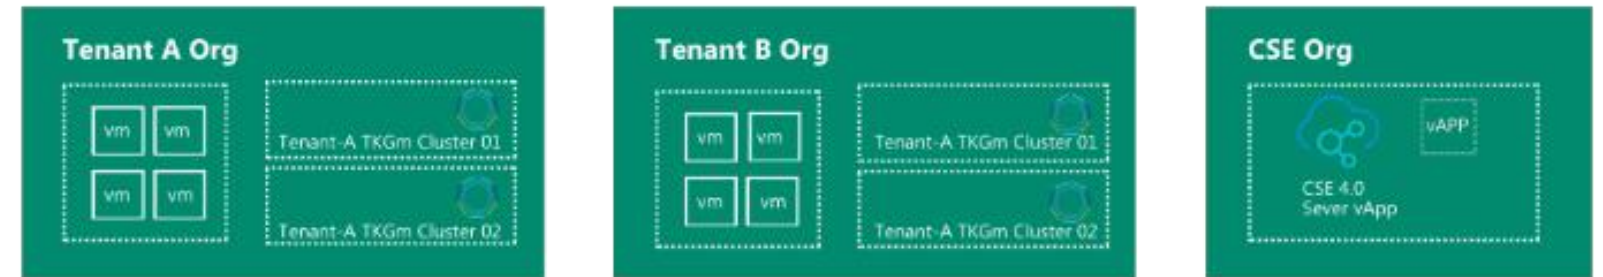 Tenant A Org
vm vm
vm vm
Tenant-A TKGm Cluster 01
Tenant-A TKGm Cluster 02
Tenant B Org
vm vm
vm vm
Tenant-A TKGm Cluster 01
Tenant-A TKGm Cluster 02
CSE Org
vAPP
CSE 4.0
Sever vApp